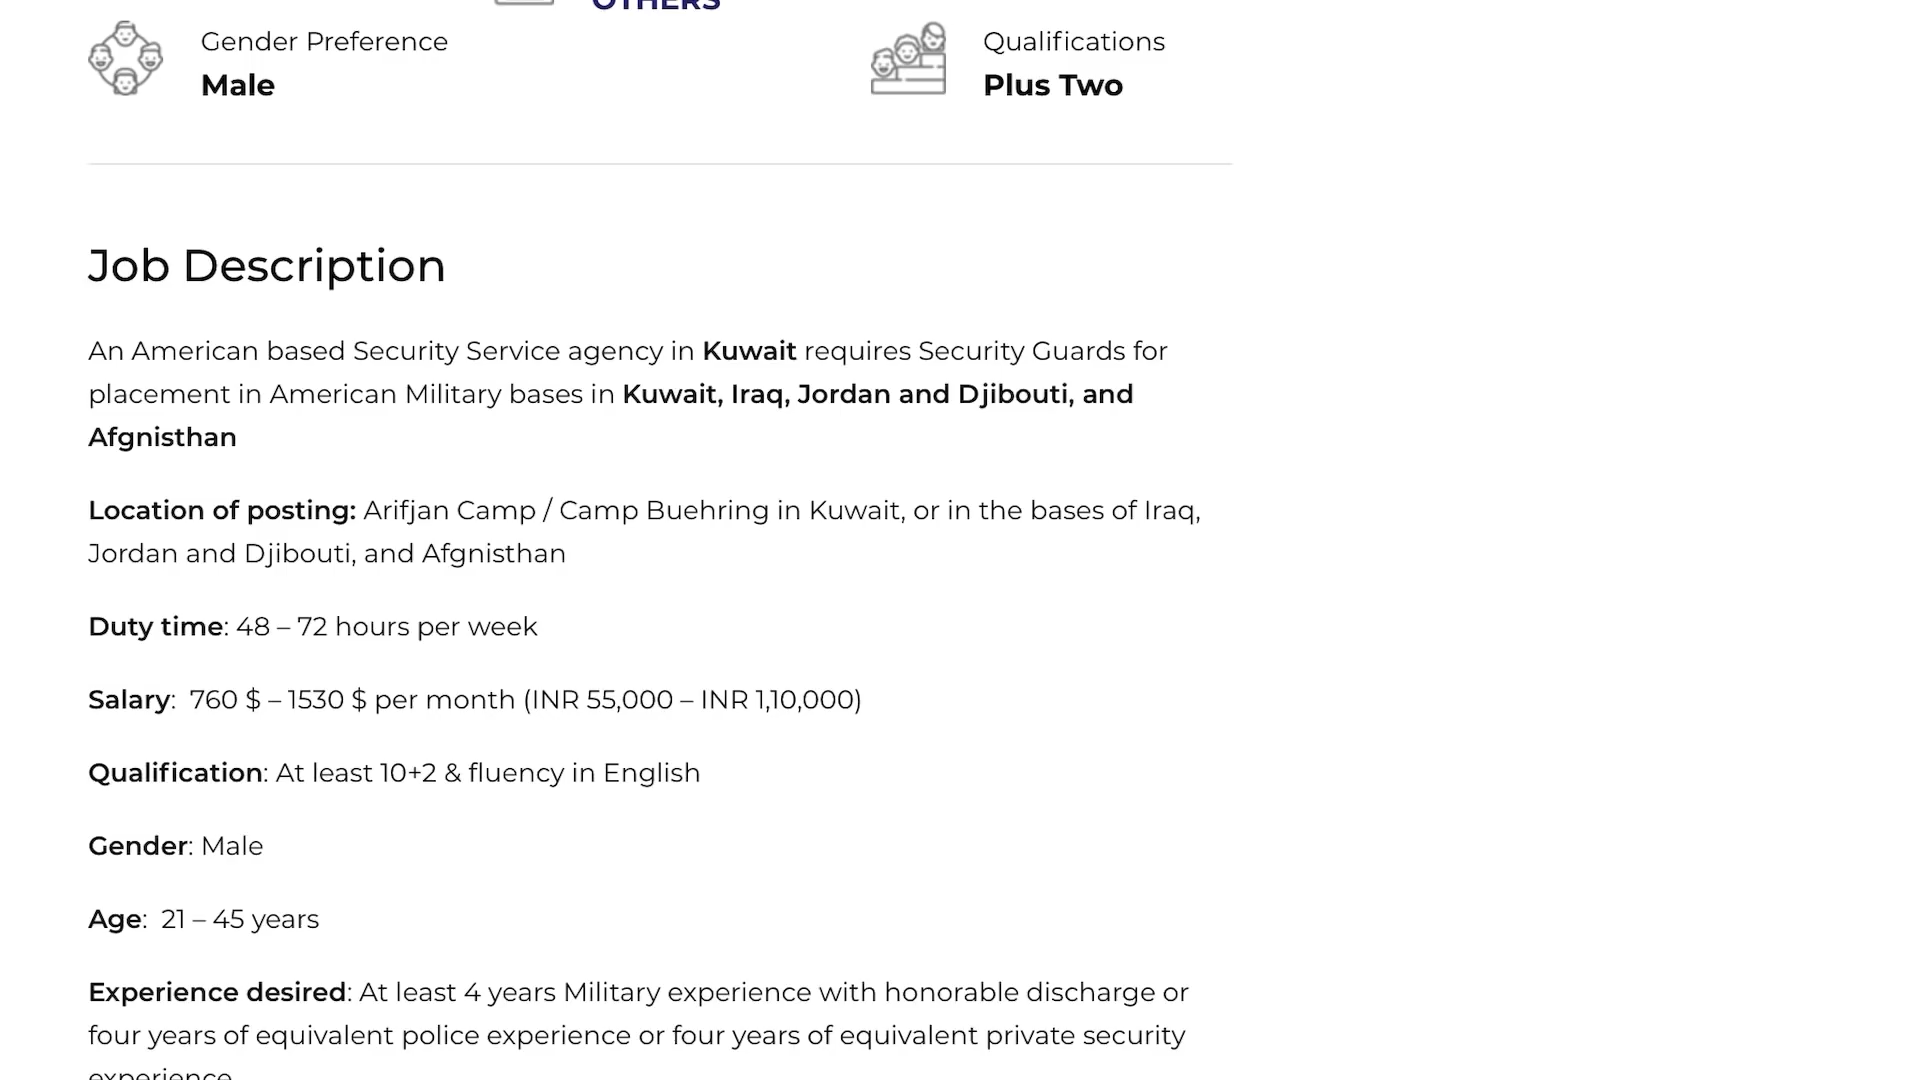 OTHERS
Gender Preference
Male
Qualifications
Plus Two
Job Description
An American based Security Service agency in Kuwait requires Security Guards for
placement in American Military bases in Kuwait, Iraq, Jordan and Djibouti, and
Afgnisthan
Location of posting: Arifjan Camp / Camp Buehring in Kuwait, or in the bases of Iraq,
Jordan and Djibouti, and Afgnisthan
Duty time: 48 – 72 hours per week
Salary:  760 $ – 1530 $ per month (INR 55,000 – INR 1,10,000)
Qualification: At least 10+2 & fluency in English
Gender: Male
Age:  21 – 45 years
Experience desired: At least 4 years Military experience with honorable discharge or
four years of equivalent police experience or four years of equivalent private security
experience.